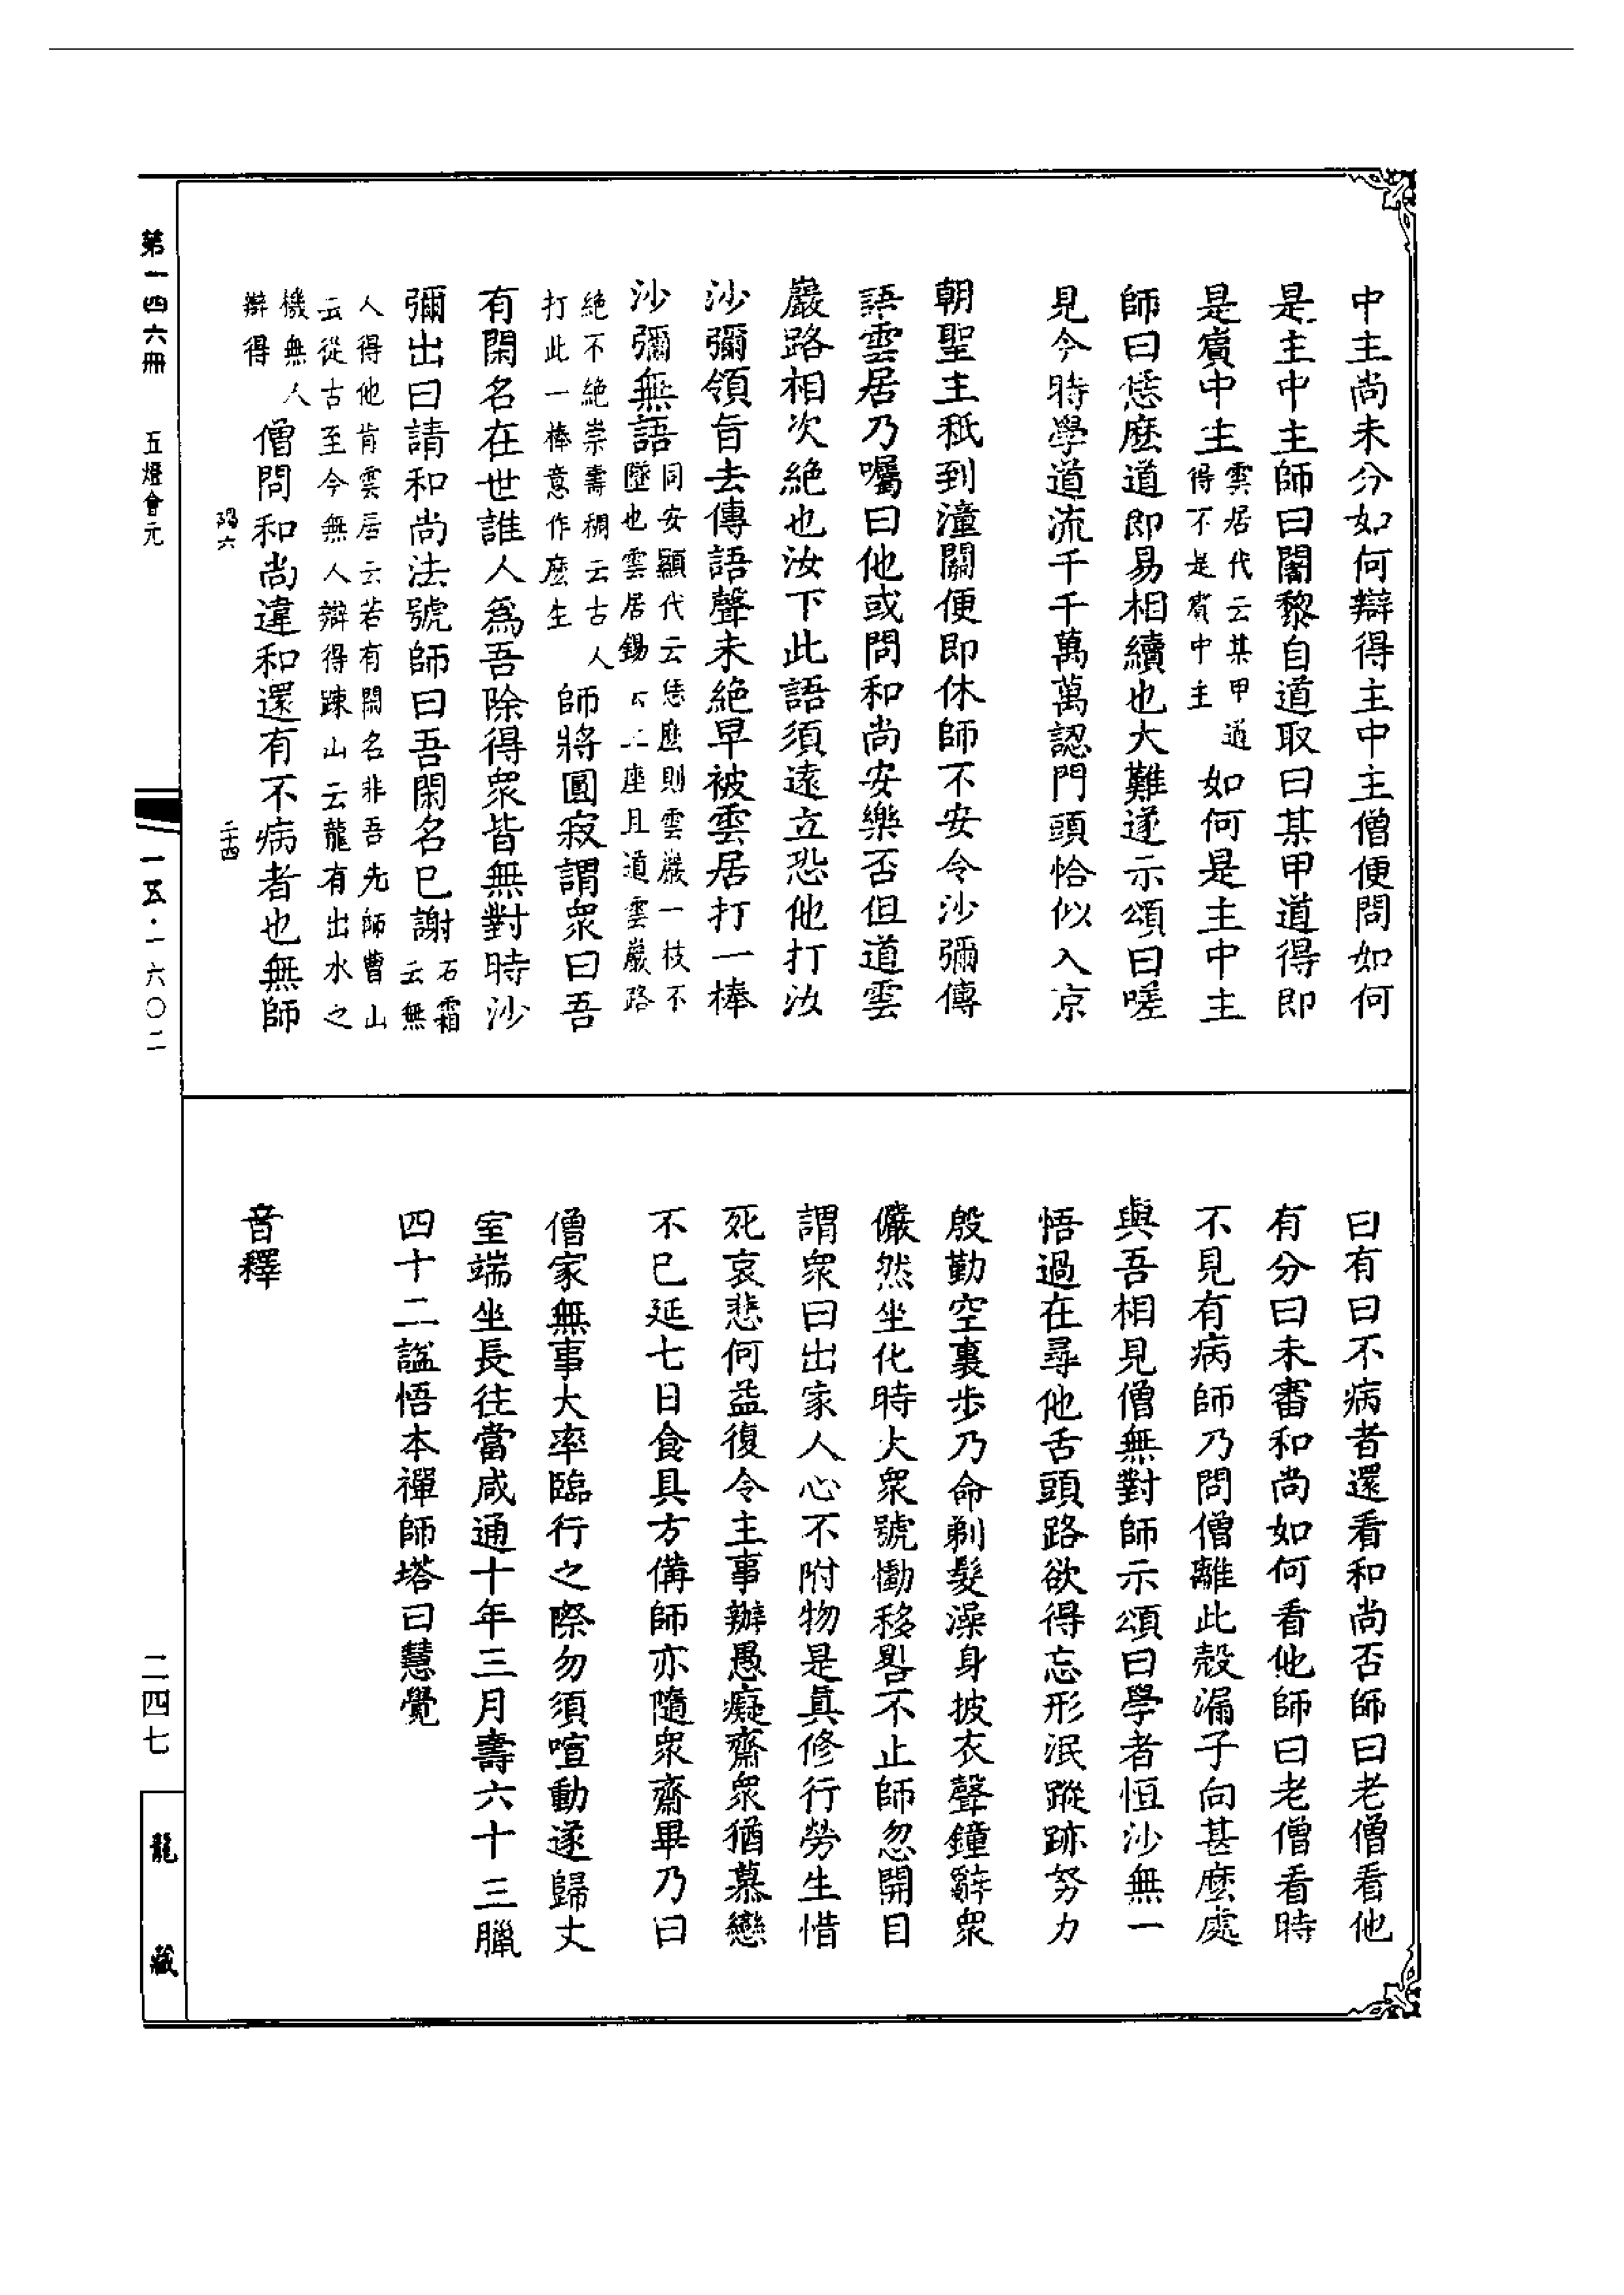 中主尚未分如何辯得主中主僧便問如何
是主中主師曰闍黎自道取曰某甲道得即
是賓中主雲居代云某甲道得不是賓中主如何是主中主
師曰恁麽道即易相續也大難遂示頌曰嗟
見今時學道流千千萬萬認門頭恰似入京
朝聖主秖到潼關便即休師不安令沙彌傳
語雲居乃囑曰他或問和尚安樂否但道雲
巖路相次絶也汝下此語須遠立恐他打汝
沙彌領旨去傳語聲未絶早被雲居打一棒
沙彌無語同安顯代云恁麽則雲巖一枝不墜也雲居錫云上座且道雲巖路
絶不絶崇壽稠云古人打此一棒意作麽生師將圓寂謂衆曰吾
有閑名在世誰人爲吾除得衆皆無對時沙
彌出曰請和尚法號師曰吾閑名已謝石霜云無
人得他肯雲居云若有閑名非吾先師曹山云從古至今無人辯得踈山云龍有出水之
機無人辯得僧問和尚違和還有不病者也無師
曰有曰不病者還看和尚否師曰老僧看他
有分曰未審和尚如何看他師曰老僧看時
不見有病師乃問僧離此殼漏子向甚麽處
與吾相見僧無對師示頌曰學者恒沙無一
悟過在尋他舌頭路欲得忘形泯蹤跡努力
殷勤空裏步乃命剃髮澡身披衣聲鐘辭衆
儼然坐化時大衆號慟移晷不止師忽開目
謂衆曰出家人心不附物是真修行勞生惜
死哀悲何益復令主事辦愚癡齋衆猶慕戀
不已延七日食具方備師亦隨衆齋畢乃曰
僧家無事大率臨行之際勿須喧動遂歸丈
室端坐長往當咸通十年三月壽六十三臘
四十二諡悟本禪師塔曰慧覺
音釋
第一四六冊 五燈會元
二十四
一五·一六〇二
二四七
龍藏